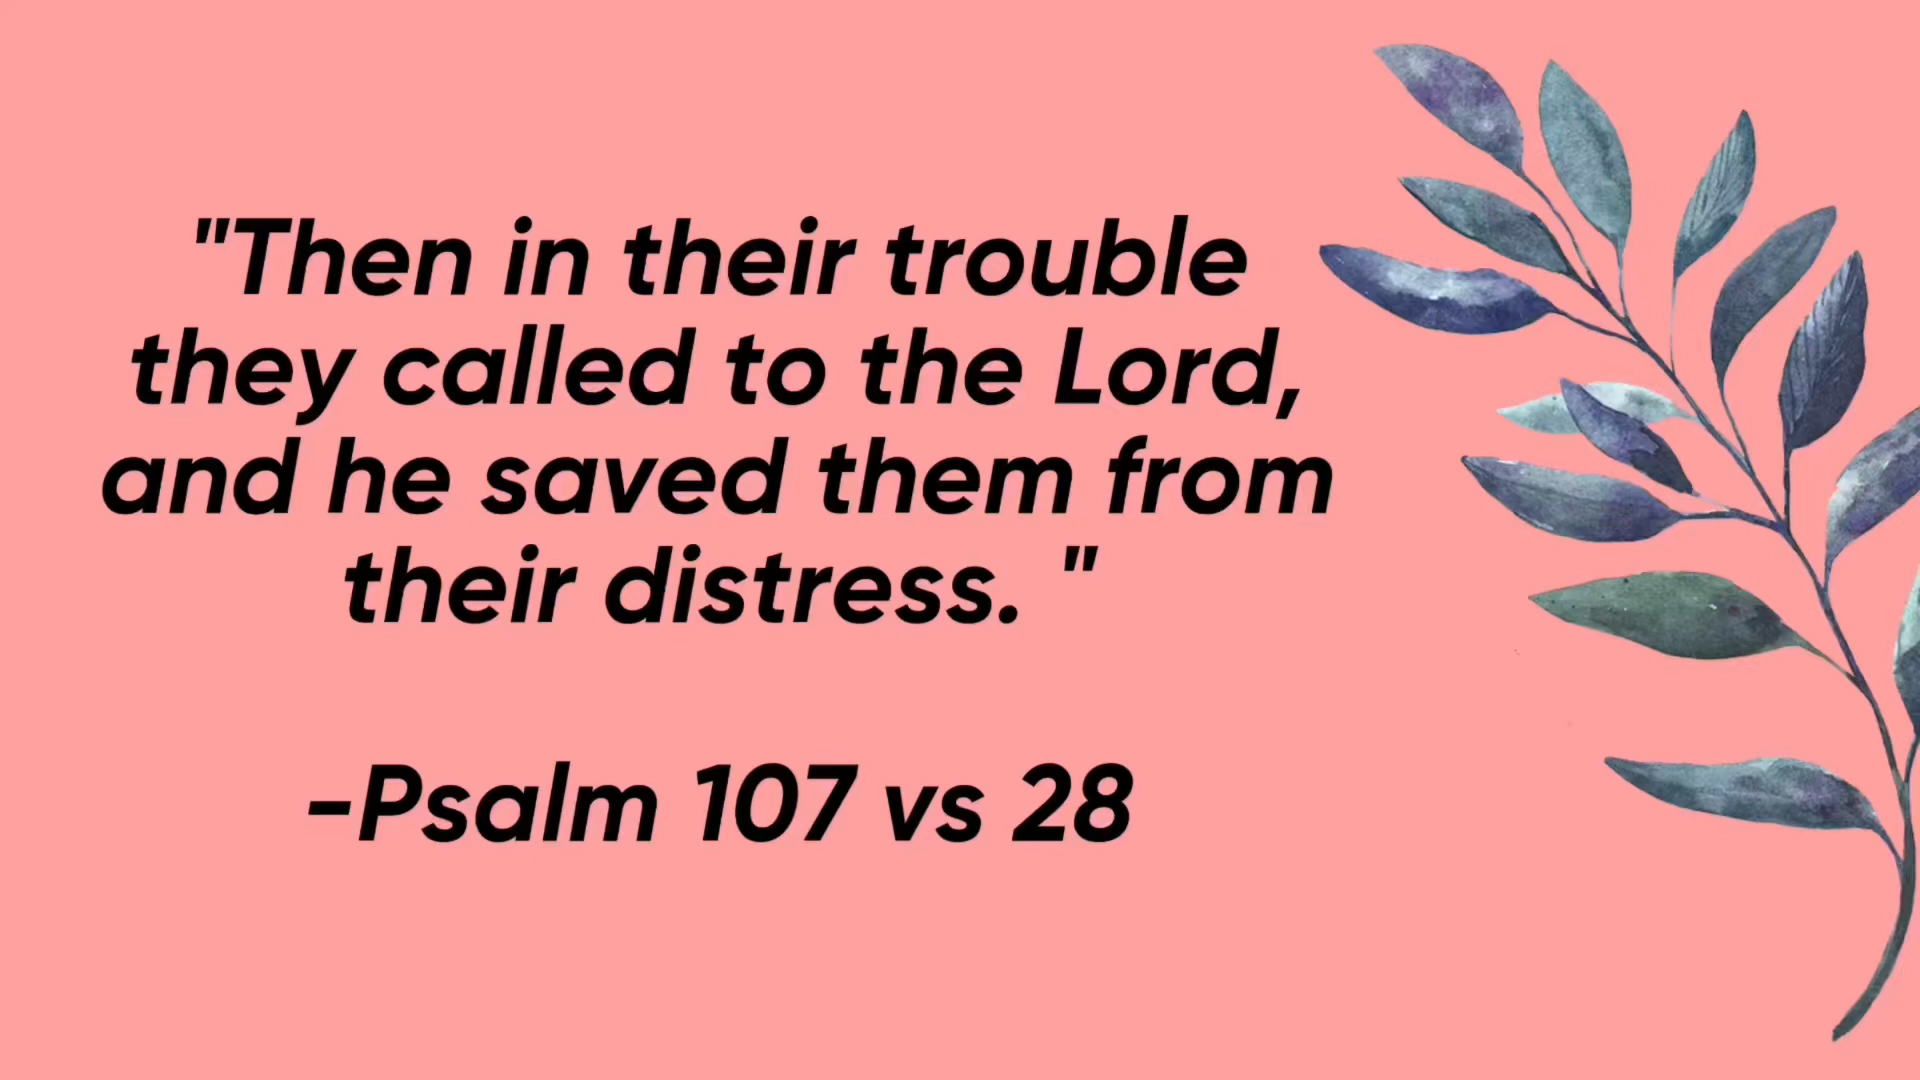 "Then in their trouble
they called to the Lord,
and he saved them from
their distress. "
-Psalm 107 vs 28